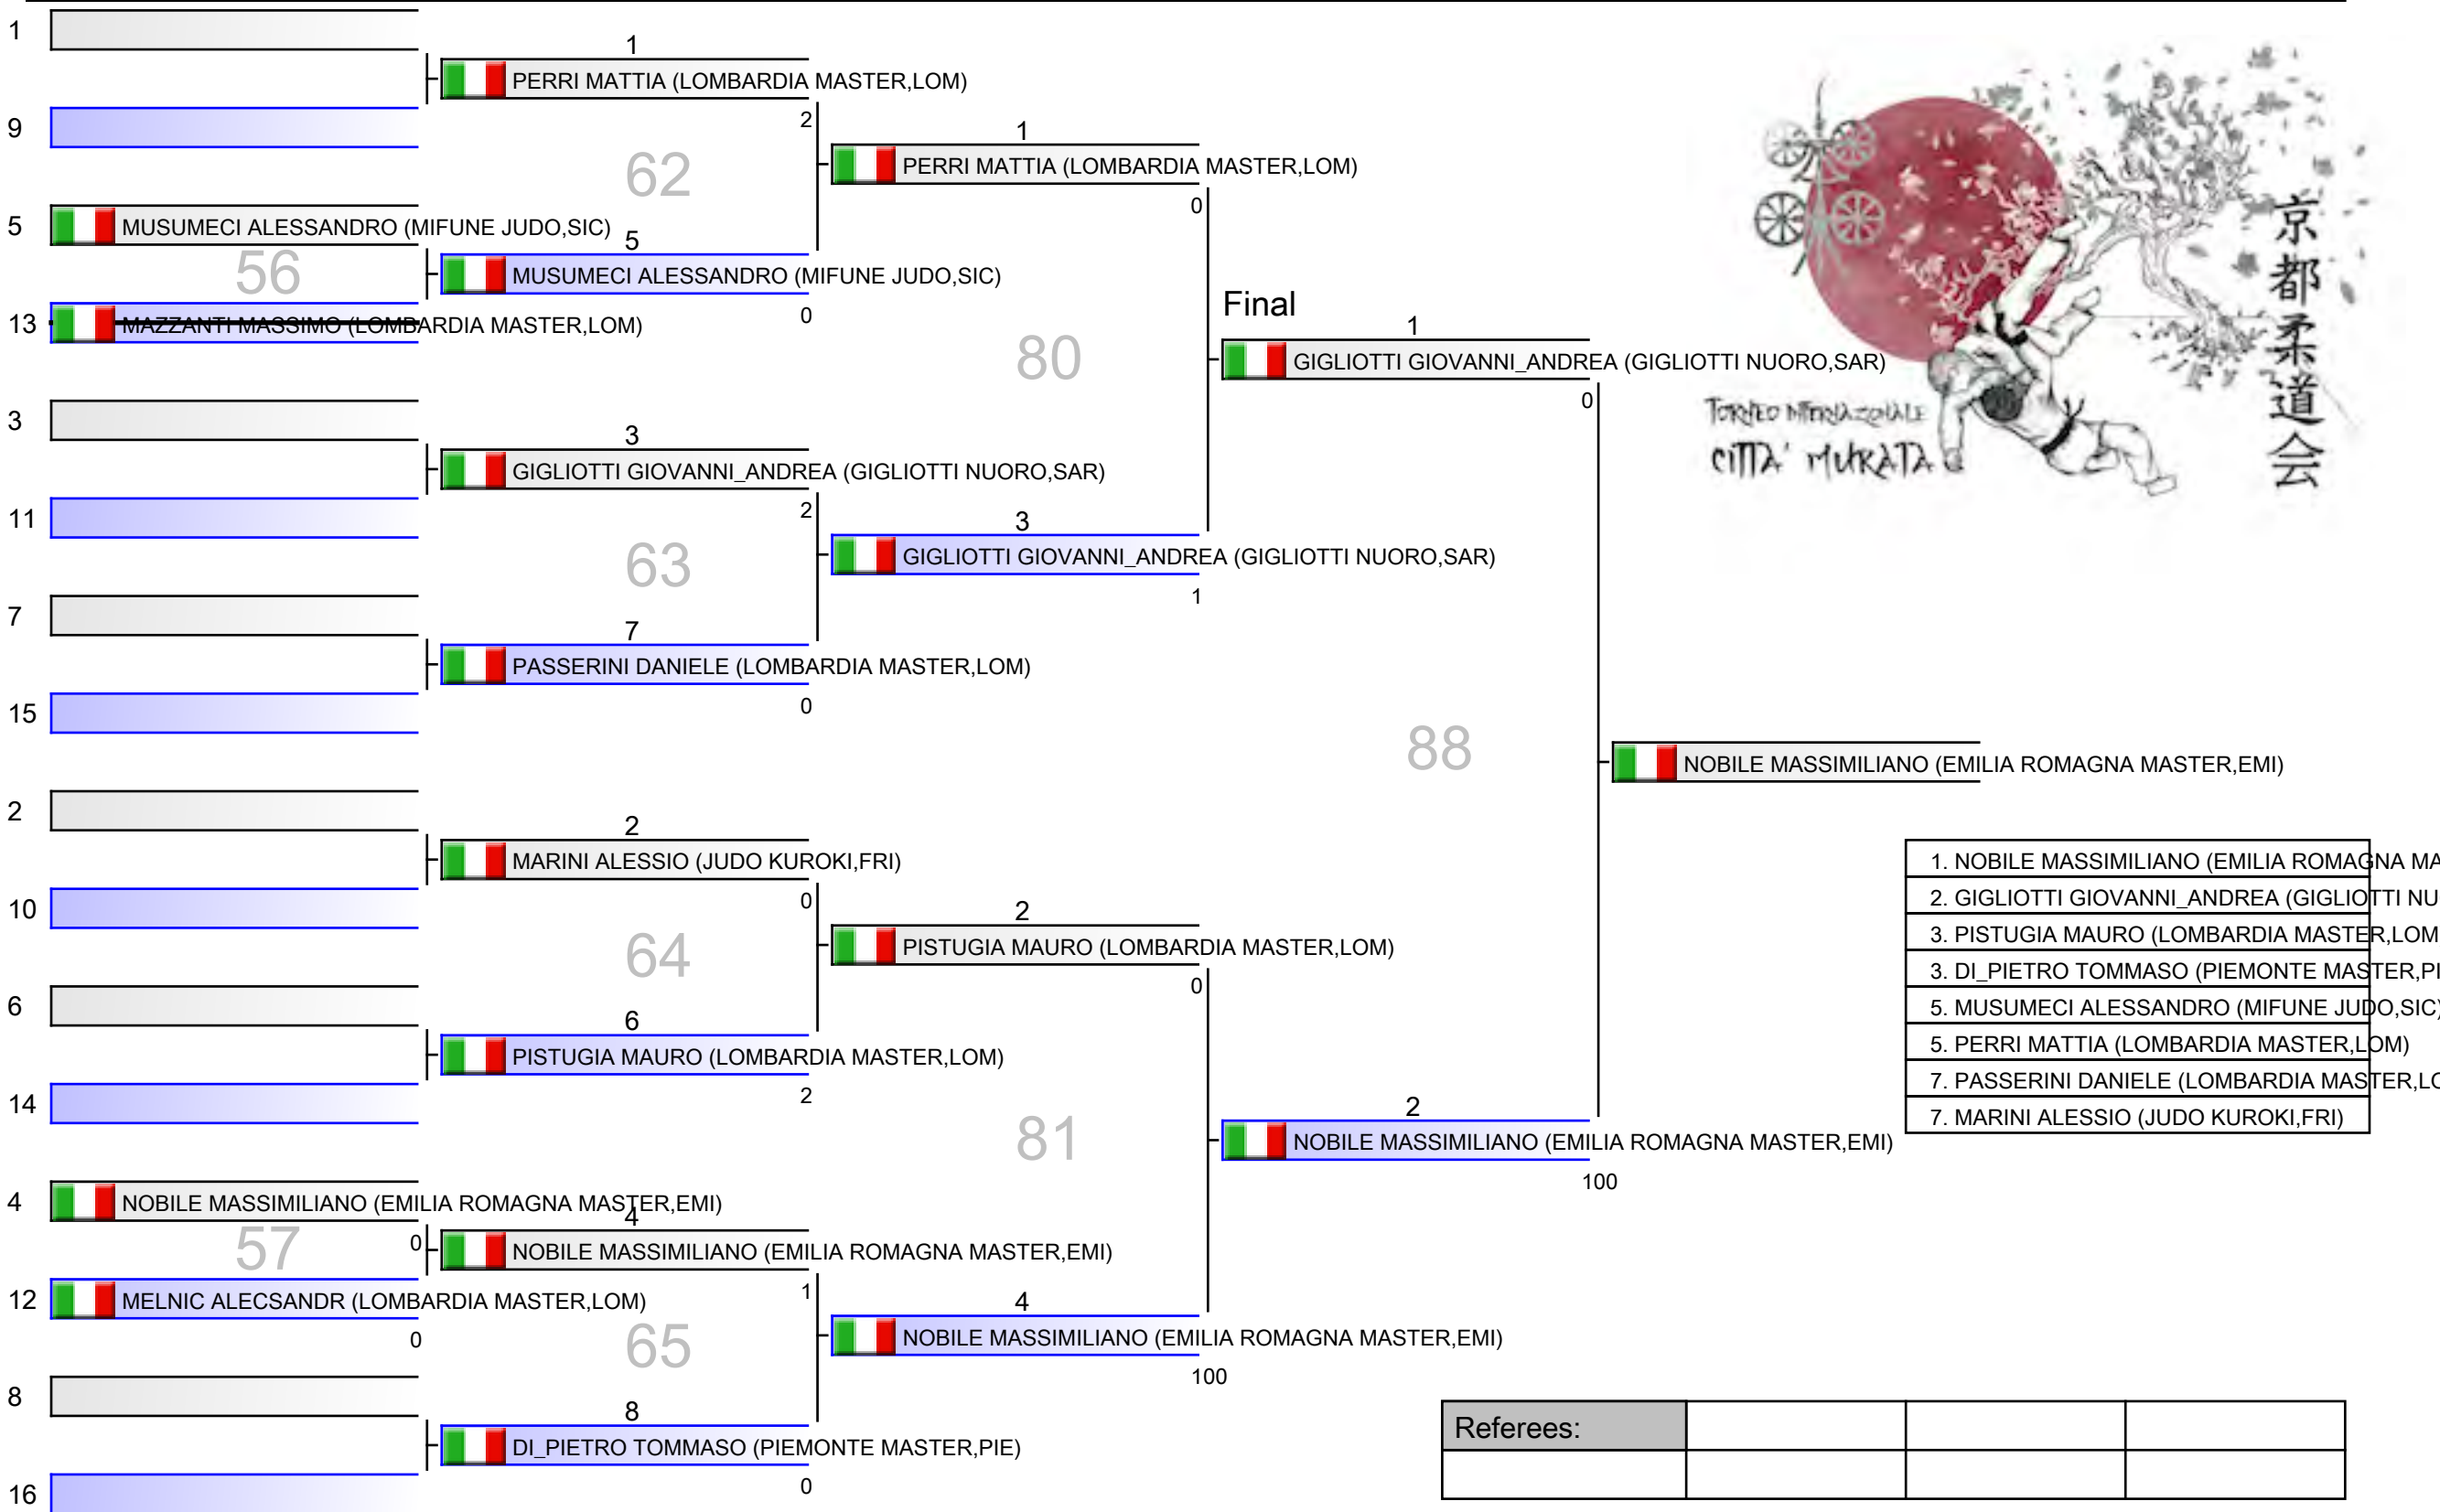 1
1
PERRI MATTIA (LOMBARDIA MASTER,LOM)
9
2
62
1
PERRI MATTIA (LOMBARDIA MASTER,LOM)
0
5
MUSUMECI ALESSANDRO (MIFUNE JUDO,SIC)
56
5
MUSUMECI ALESSANDRO (MIFUNE JUDO,SIC)
0
13
MAZZANTI MASSIMO (LOMBARDIA MASTER,LOM)
80
Final
1
GIGLIOTTI GIOVANNI_ANDREA (GIGLIOTTI NUORO,SAR)
0
3
3
GIGLIOTTI GIOVANNI_ANDREA (GIGLIOTTI NUORO,SAR)
11
2
63
3
GIGLIOTTI GIOVANNI_ANDREA (GIGLIOTTI NUORO,SAR)
1
7
7
PASSERINI DANIELE (LOMBARDIA MASTER,LOM)
0
15
88
NOBILE MASSIMILIANO (EMILIA ROMAGNA MASTER,EMI)
2
2
MARINI ALESSIO (JUDO KUROKI,FRI)
10
0
64
2
PISTUGIA MAURO (LOMBARDIA MASTER,LOM)
0
6
6
PISTUGIA MAURO (LOMBARDIA MASTER,LOM)
2
14
81
2
NOBILE MASSIMILIANO (EMILIA ROMAGNA MASTER,EMI)
100
4
NOBILE MASSIMILIANO (EMILIA ROMAGNA MASTER,EMI)
57
0
4
NOBILE MASSIMILIANO (EMILIA ROMAGNA MASTER,EMI)
12
MELNIC ALECSANDR (LOMBARDIA MASTER,LOM)
0
1
65
4
NOBILE MASSIMILIANO (EMILIA ROMAGNA MASTER,EMI)
100
8
8
DI_PIETRO TOMMASO (PIEMONTE MASTER,PIE)
0
16
TORNEO INTERNAZIONALE
CITTA' MURATA
京都柔道会
1. NOBILE MASSIMILIANO (EMILIA ROMAGNA MA
2. GIGLIOTTI GIOVANNI_ANDREA (GIGLIOTTI NU
3. PISTUGIA MAURO (LOMBARDIA MASTER,LOM
3. DI_PIETRO TOMMASO (PIEMONTE MASTER,PI
5. MUSUMECI ALESSANDRO (MIFUNE JUDO,SIC)
5. PERRI MATTIA (LOMBARDIA MASTER,LOM)
7. PASSERINI DANIELE (LOMBARDIA MASTER,LO
7. MARINI ALESSIO (JUDO KUROKI,FRI)
Referees: